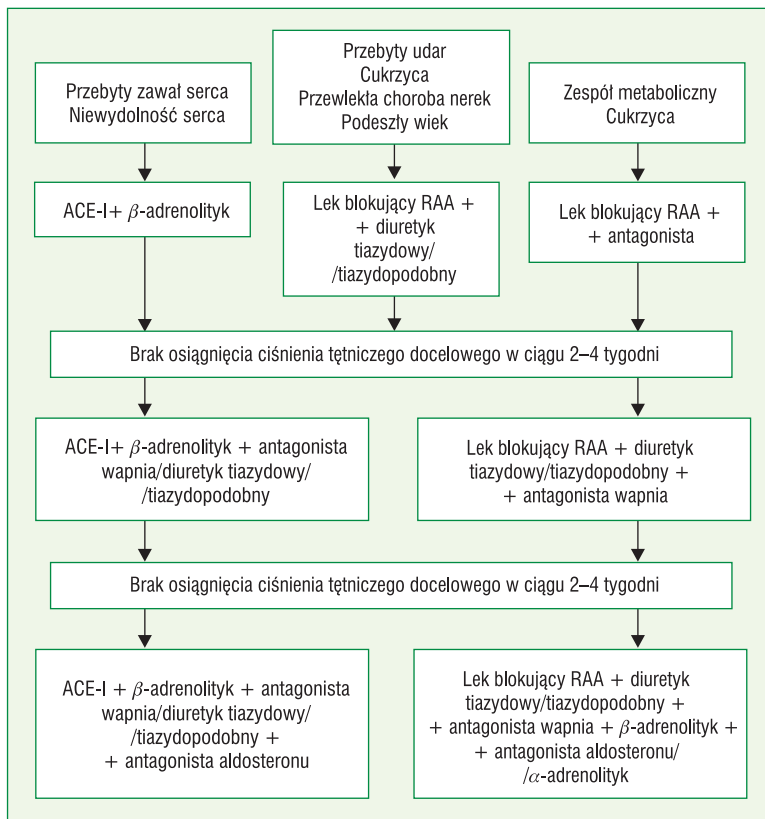 Przebyty zawał serca
Niewydolność serca
Przebyty udar
Cukrzyca
Przewlekła choroba nerek
Podeszły wiek
Zespół metaboliczny
Cukrzyca
ACE-I+ β-adrenolityk
Lek blokujący RAA +
+ diuretyk
tiazydowy/
/tiazydopodobny
Lek blokujący RAA +
+ antagonista
Brak osiągnięcia ciśnienia tętniczego docelowego w ciągu 2–4 tygodni
ACE-I+ β-adrenolityk + antagonista
wapnia/diuretyk tiazydowy/
/tiazydopodobny
Lek blokujący RAA + diuretyk
tiazydowy/tiazydopodobny +
+ antagonista wapnia
Brak osiągnięcia ciśnienia tętniczego docelowego w ciągu 2–4 tygodni
ACE-I + β-adrenolityk + antagonista
wapnia/diuretyk tiazydowy/
/tiazydopodobny +
+ antagonista aldosteronu
Lek blokujący RAA + diuretyk
tiazydowy/tiazydopodobny +
+ antagonista wapnia + β-adrenolityk +
+ antagonista aldosteronu/
/α-adrenolityk